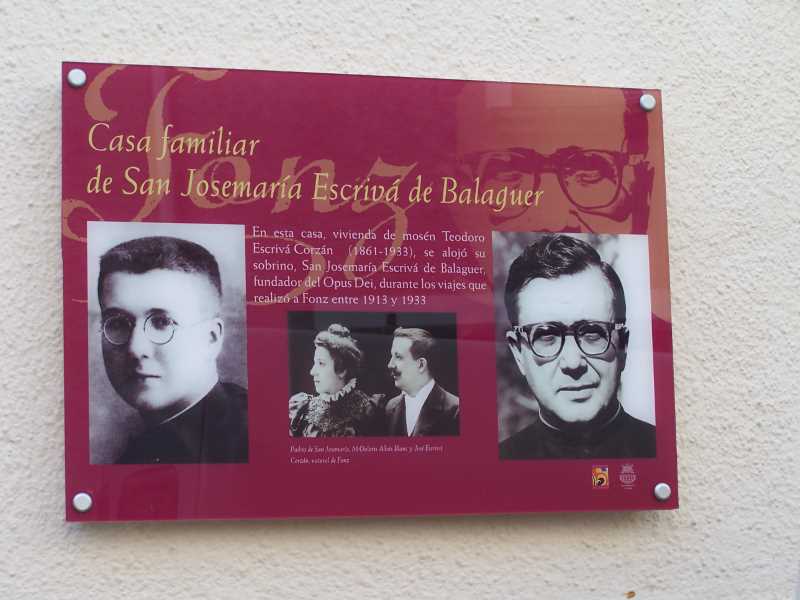 Fonz
Casa familiar
de San Josemaría Escrivá de Balaguer
En esta casa, vivienda de mosén Teodoro
Escrivá Corzán (1861-1933), se alojó su
sobrino, San Josemaría Escrivá de Balaguer,
fundador del Opus Dei, durante los viajes que
realizó a Fonz entre 1913 y 1933
Padres de San Josemaría, Mª Dolores Albás Blanc y José Escrivá
Corzán, natural de Fonz